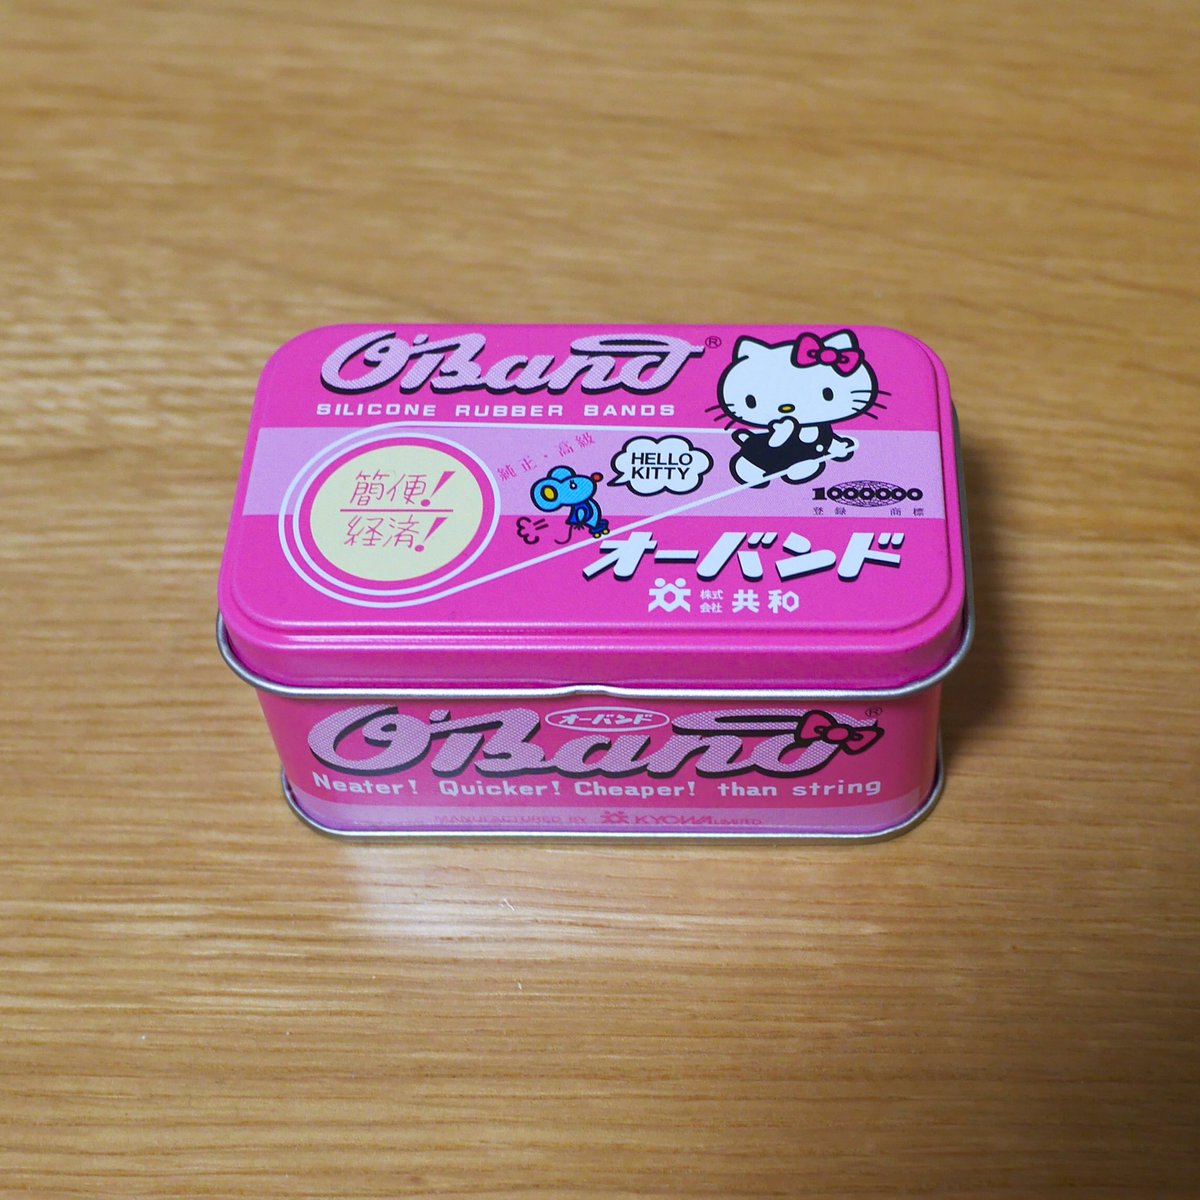 O'Band®
SILICONE RUBBER BANDS
純正・高級
簡便!
経済!
HELLO
KITTY
1000000
登録 商標
オーバンド
株式
会社 共和
オーバンド
O'Band®
Neater! Quicker! Cheaper! than string
MANUFACTURED BY KYOWA LIMITED